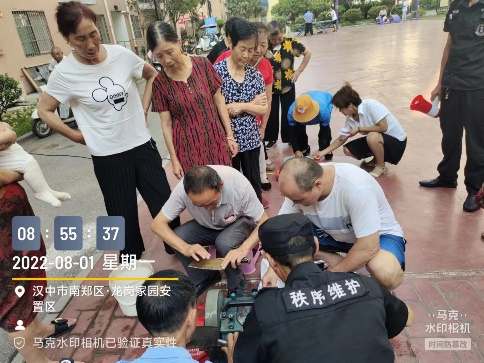 秩序 维护
08:55:37
2022-08-01 星期一
汉中市南郑区·龙岗家园安
置区
马克水印相机已验证真实性
马克
水印相机
时间防篡改